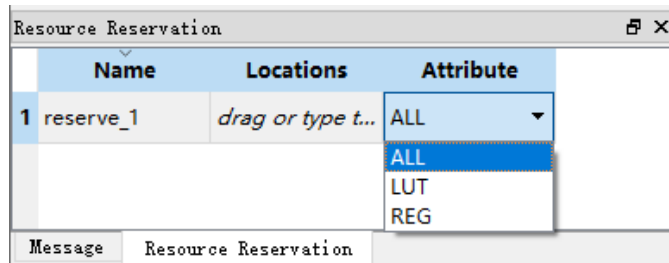 Resource Reservation
Name Locations Attribute
1 reserve_1 drag or type t... ALL
ALL
LUT
REG
Message Resource Reservation